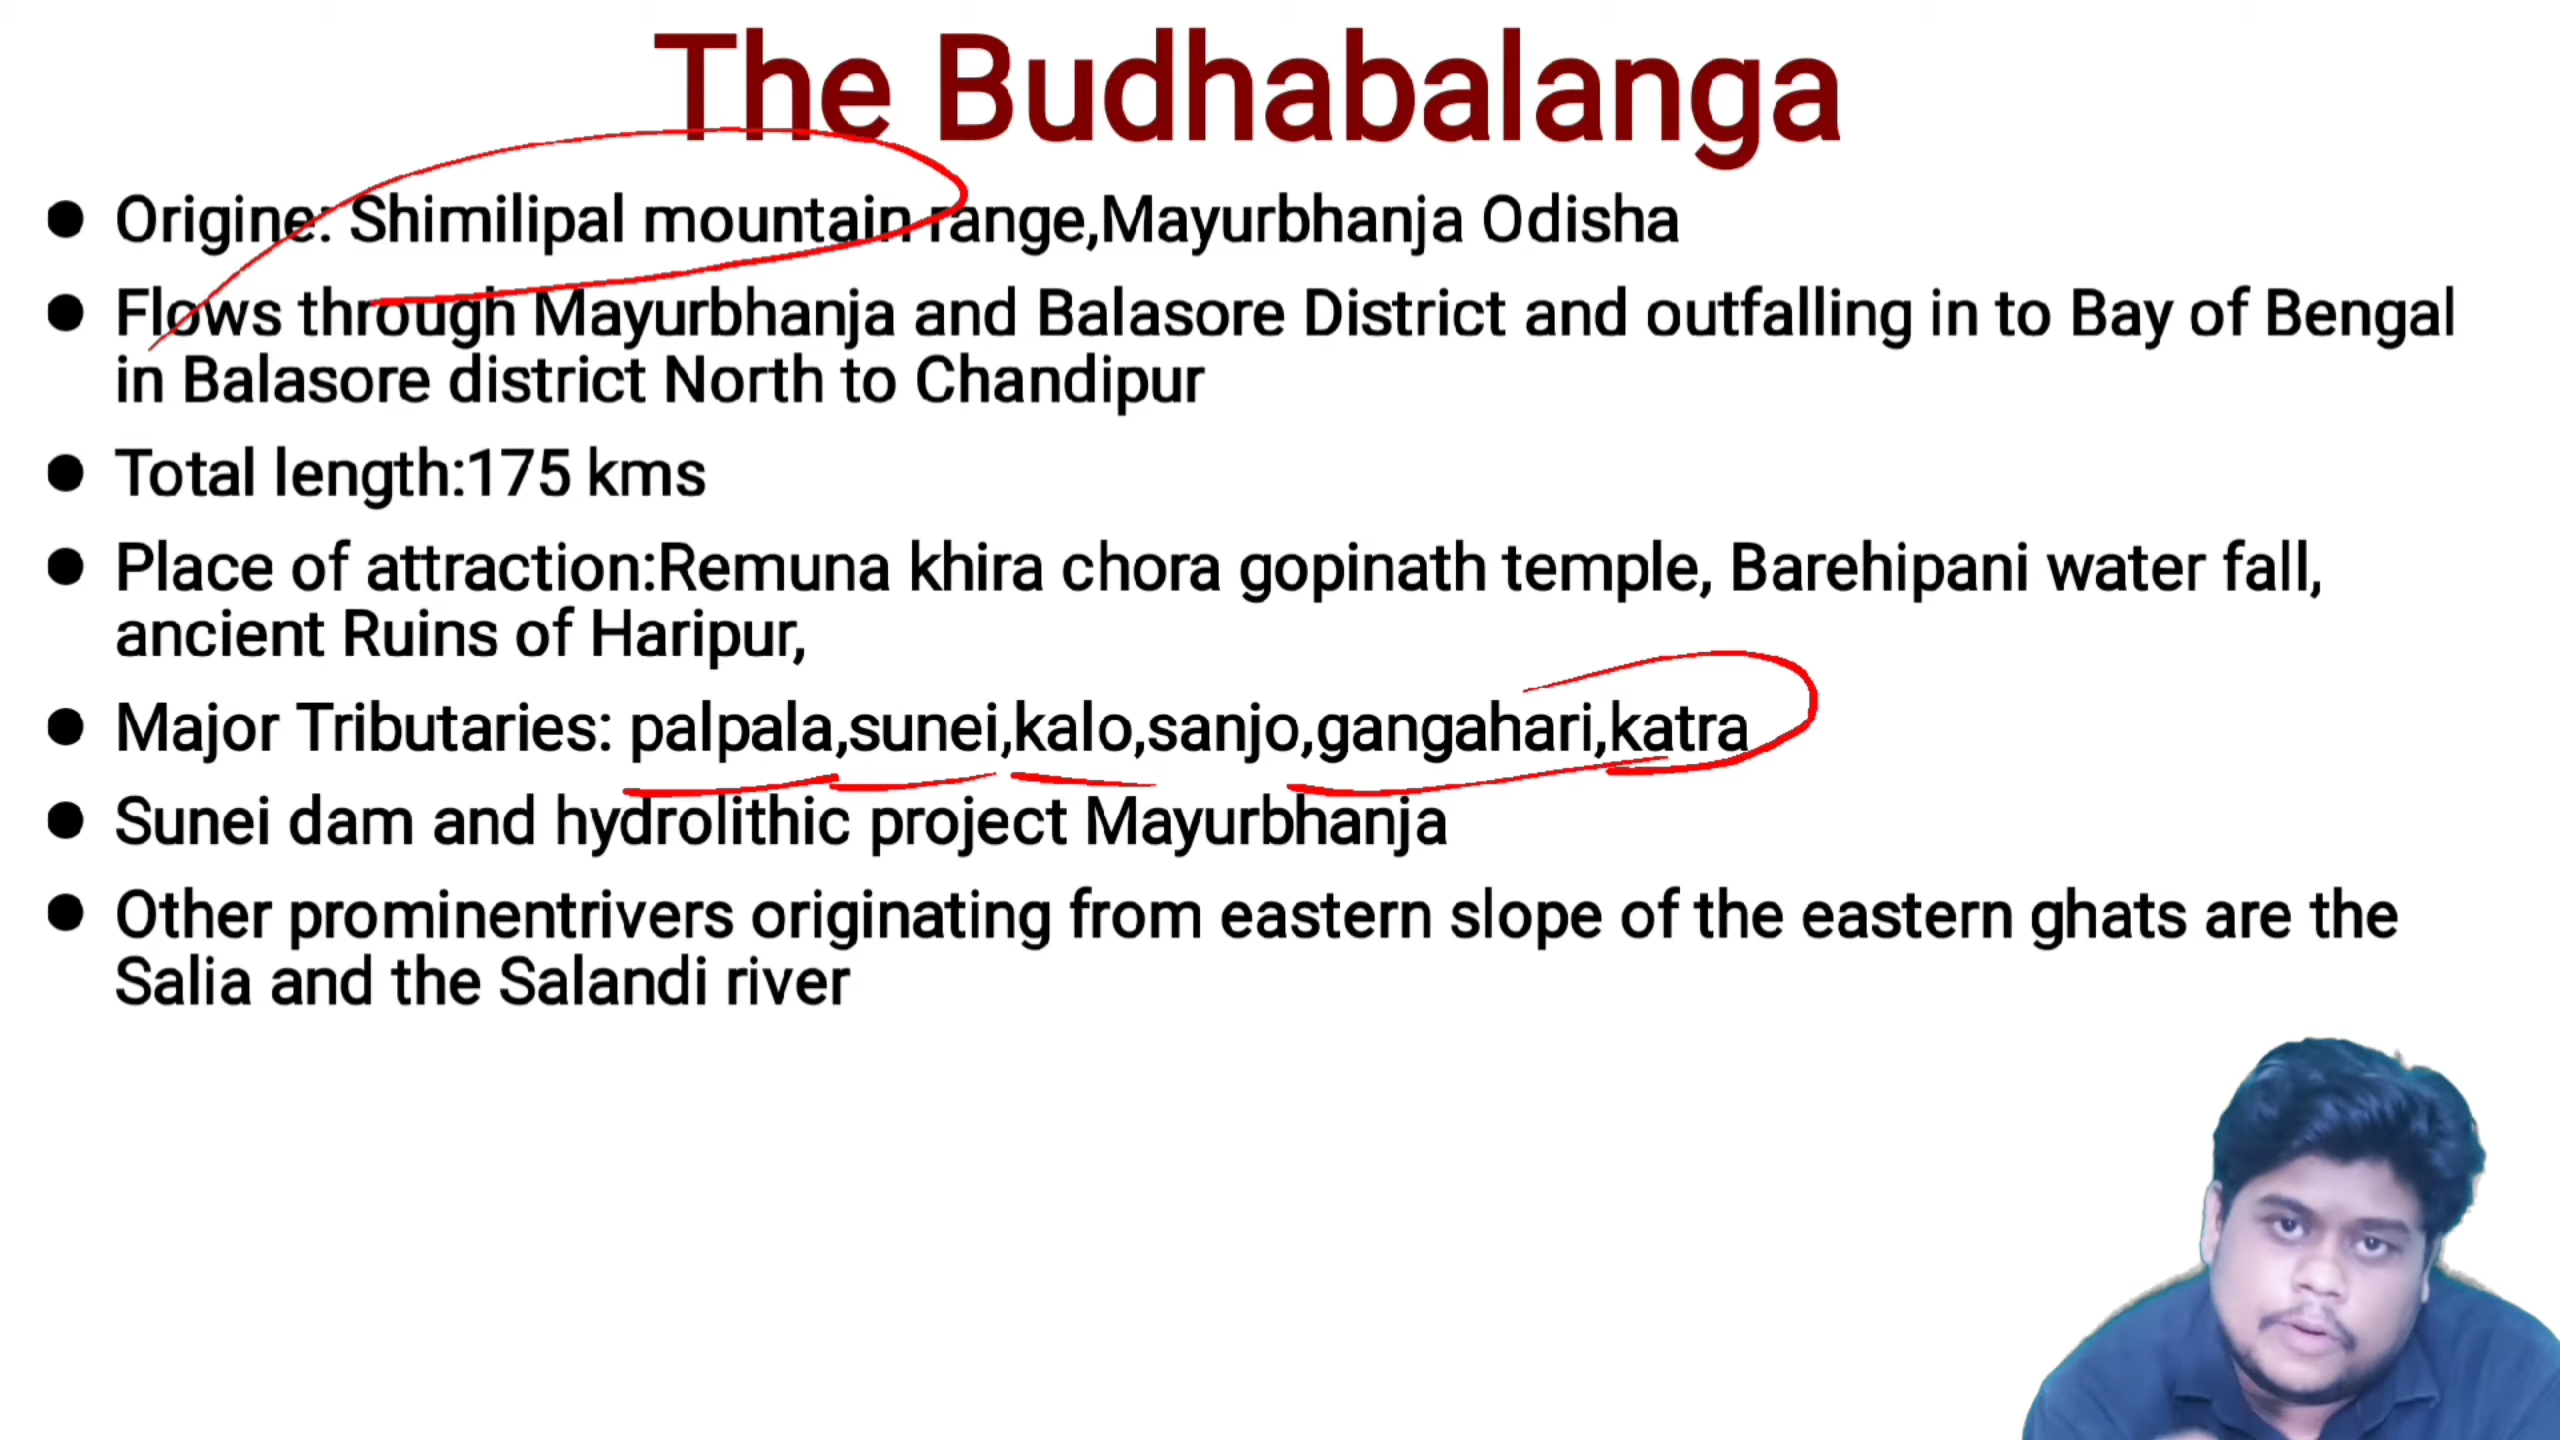 The Budhabalanga
● Origine: Shimilipal mountain range,Mayurbhanja Odisha
● Flows through Mayurbhanja and Balasore District and outfalling in to Bay of Bengal
in Balasore district North to Chandipur
● Total length:175 kms
● Place of attraction:Remuna khira chora gopinath temple, Barehipani water fall,
ancient Ruins of Haripur,
● Major Tributaries: palpala,sunei,kalo,sanjo,gangahari,katra
● Sunei dam and hydrolithic project Mayurbhanja
● Other prominentrivers originating from eastern slope of the eastern ghats are the
Salia and the Salandi river